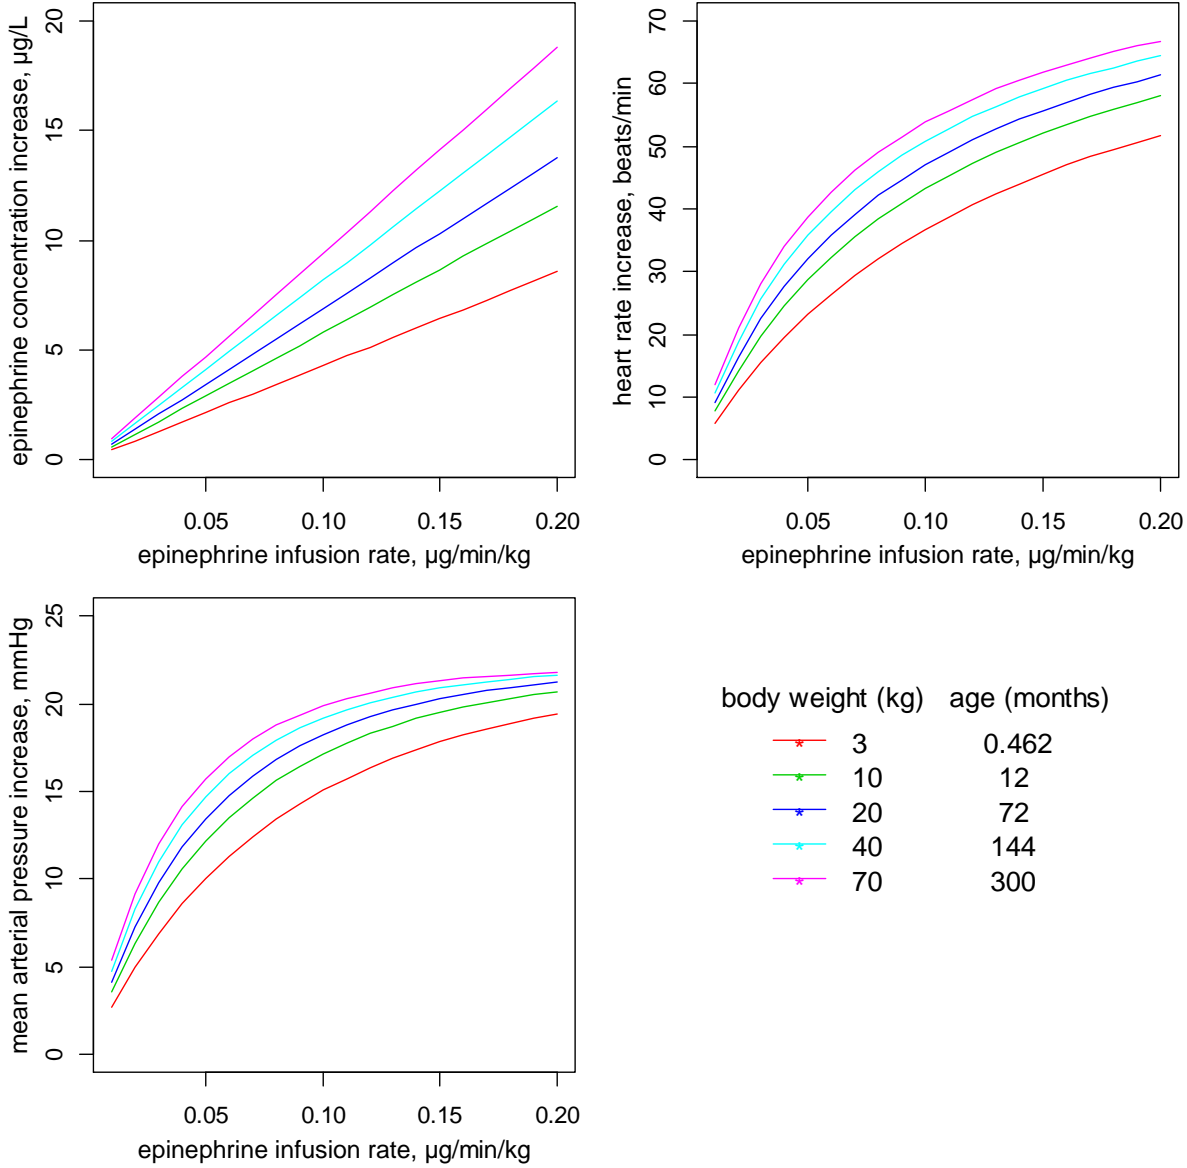 epinephrine concentration increase, µg/L
20
15
10
5
0
0.05 0.10 0.15 0.20
epinephrine infusion rate, µg/min/kg
heart rate increase, beats/min
70
60
50
40
30
20
10
0
0.05 0.10 0.15 0.20
epinephrine infusion rate, µg/min/kg
mean arterial pressure increase, mmHg
25
20
15
10
5
0
0.05 0.10 0.15 0.20
epinephrine infusion rate, µg/min/kg
body weight (kg) age (months)
3 0.462
10 12
20 72
40 144
70 300